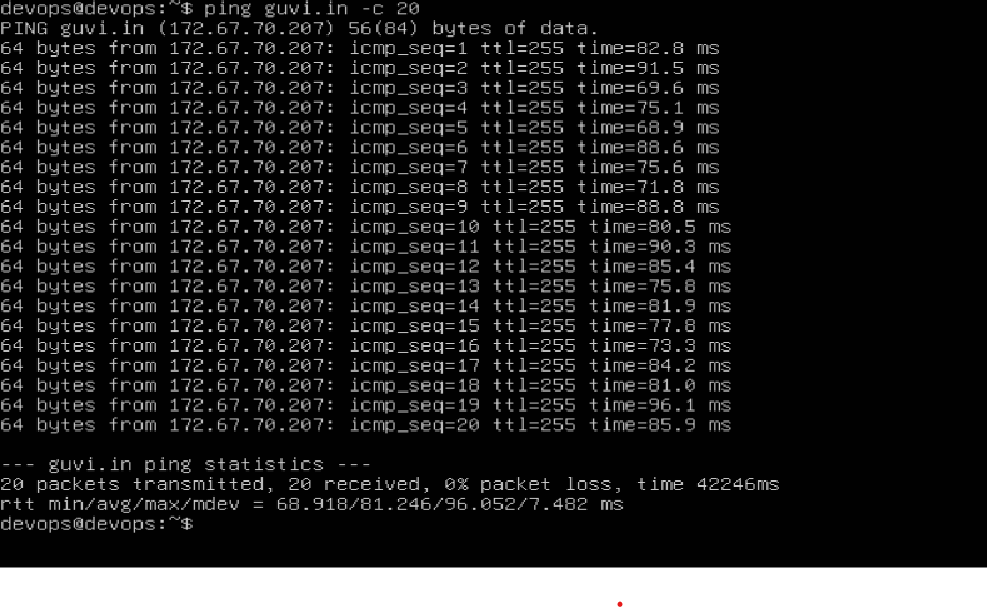 devops@devops:~$ ping guvi.in -c 20
PING guvi.in (172.67.70.207) 56(84) bytes of data.
64 bytes from 172.67.70.207: icmp_seq=1 ttl=255 time=82.8 ms
64 bytes from 172.67.70.207: icmp_seq=2 ttl=255 time=91.5 ms
64 bytes from 172.67.70.207: icmp_seq=3 ttl=255 time=69.6 ms
64 bytes from 172.67.70.207: icmp_seq=4 ttl=255 time=75.1 ms
64 bytes from 172.67.70.207: icmp_seq=5 ttl=255 time=68.9 ms
64 bytes from 172.67.70.207: icmp_seq=6 ttl=255 time=88.6 ms
64 bytes from 172.67.70.207: icmp_seq=7 ttl=255 time=75.6 ms
64 bytes from 172.67.70.207: icmp_seq=8 ttl=255 time=71.8 ms
64 bytes from 172.67.70.207: icmp_seq=9 ttl=255 time=88.8 ms
64 bytes from 172.67.70.207: icmp_seq=10 ttl=255 time=80.5 ms
64 bytes from 172.67.70.207: icmp_seq=11 ttl=255 time=90.3 ms
64 bytes from 172.67.70.207: icmp_seq=12 ttl=255 time=85.4 ms
64 bytes from 172.67.70.207: icmp_seq=13 ttl=255 time=75.8 ms
64 bytes from 172.67.70.207: icmp_seq=14 ttl=255 time=81.9 ms
64 bytes from 172.67.70.207: icmp_seq=15 ttl=255 time=77.8 ms
64 bytes from 172.67.70.207: icmp_seq=16 ttl=255 time=73.3 ms
64 bytes from 172.67.70.207: icmp_seq=17 ttl=255 time=84.2 ms
64 bytes from 172.67.70.207: icmp_seq=18 ttl=255 time=81.0 ms
64 bytes from 172.67.70.207: icmp_seq=19 ttl=255 time=96.1 ms
64 bytes from 172.67.70.207: icmp_seq=20 ttl=255 time=85.9 ms
--- guvi.in ping statistics ---
20 packets transmitted, 20 received, 0% packet loss, time 42246ms
rtt min/avg/max/mdev = 68.918/81.246/96.052/7.482 ms
devops@devops:~$